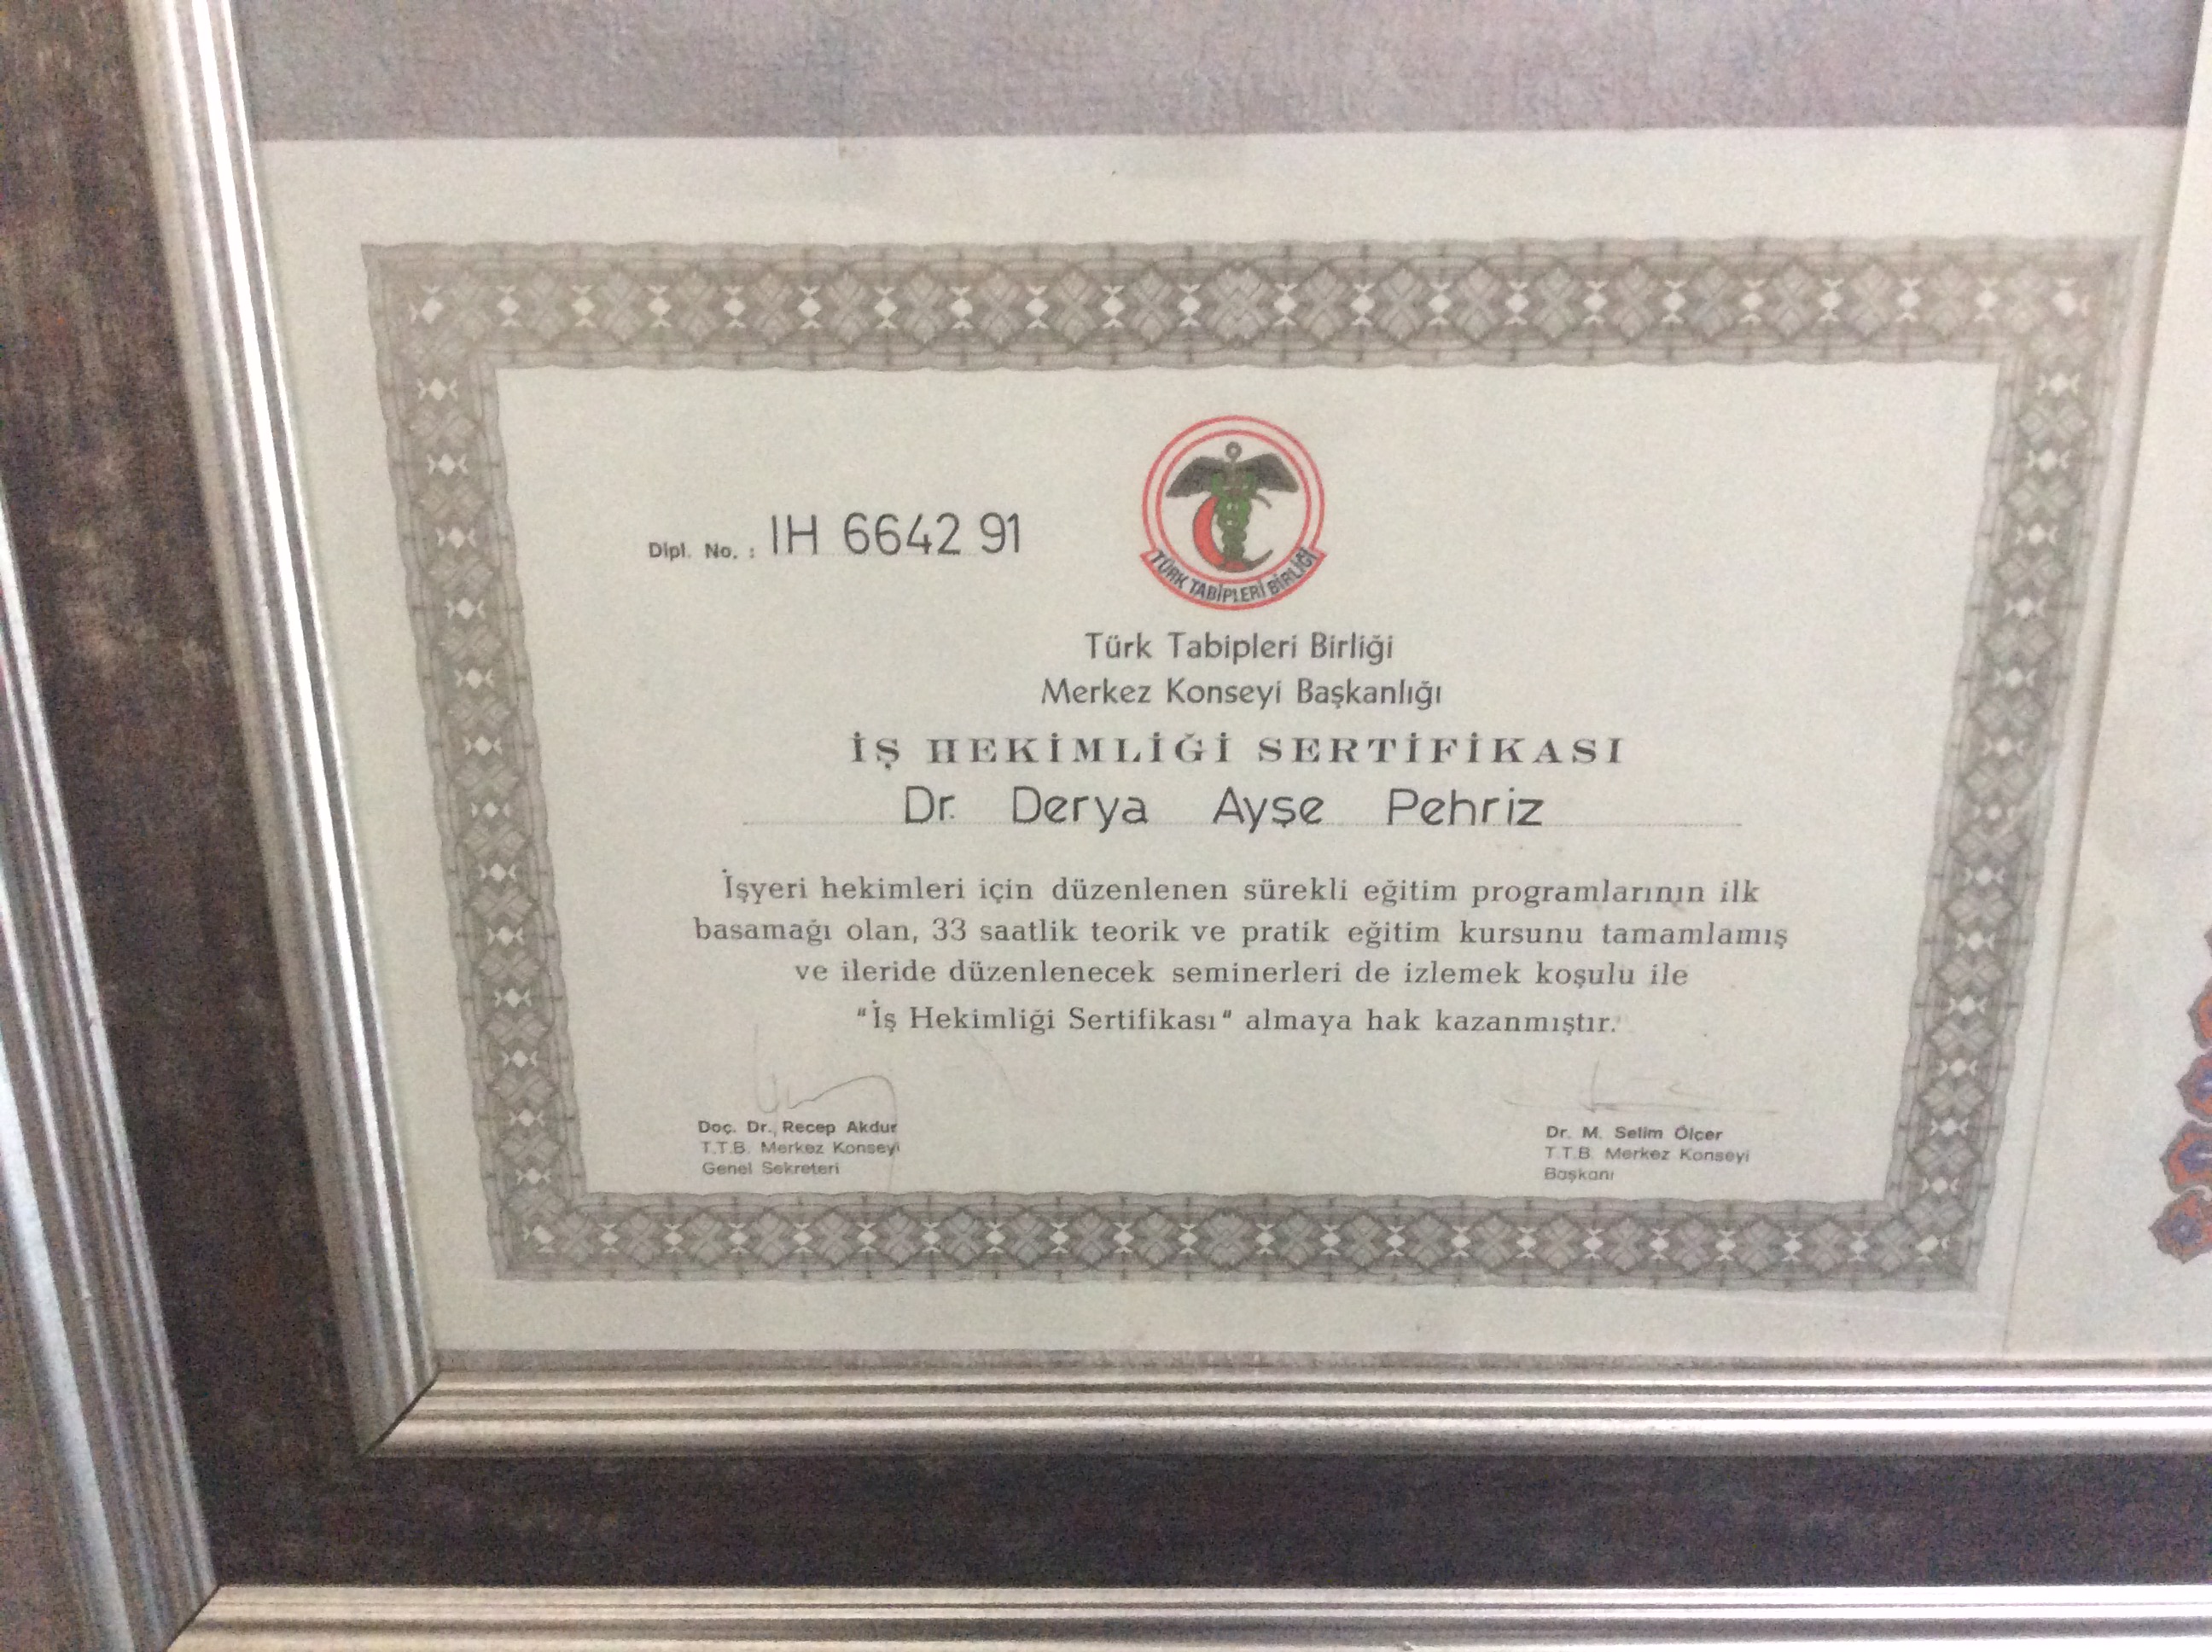 Dipl. No. : IH 6642 91
TÜRK TABİPLERİ BİRLİĞİ
Türk Tabipleri Birliği
Merkez Konseyi Başkanlığı
İŞ HEKİMLİĞİ SERTİFİKASI
Dr. Derya Ayşe Pehriz
İşyeri hekimleri için düzenlenen sürekli eğitim programlarının ilk
basamağı olan, 33 saatlik teorik ve pratik eğitim kursunu tamamlamış
ve ileride düzenlenecek seminerleri de izlemek koşulu ile
"İş Hekimliği Sertifikası" almaya hak kazanmıştır.
Doç. Dr., Recep Akdur
T.T.B. Merkez Konseyi
Genel Sekreteri
Dr. M. Selim Ölçer
T.T.B. Merkez Konseyi
Başkanı